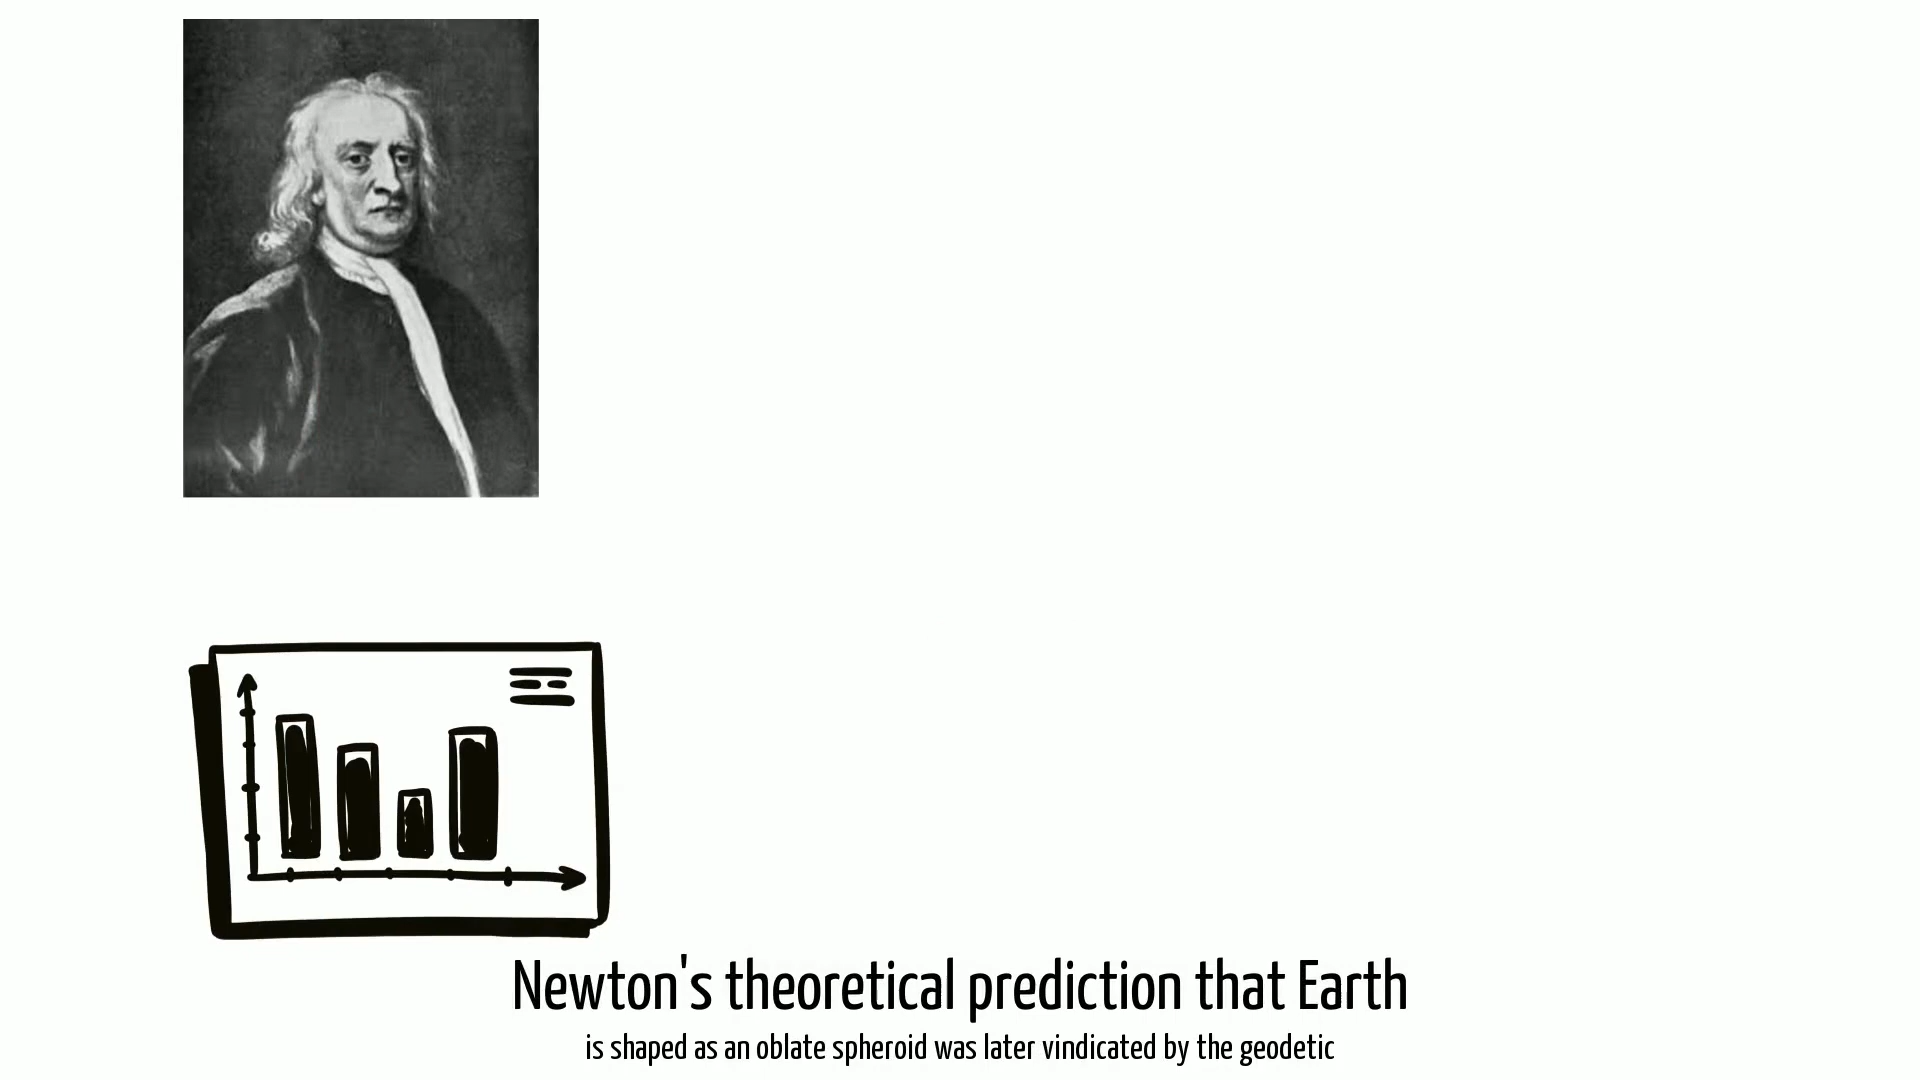 Newton's theoretical prediction that Earth
is shaped as an oblate spheroid was later vindicated by the geodetic